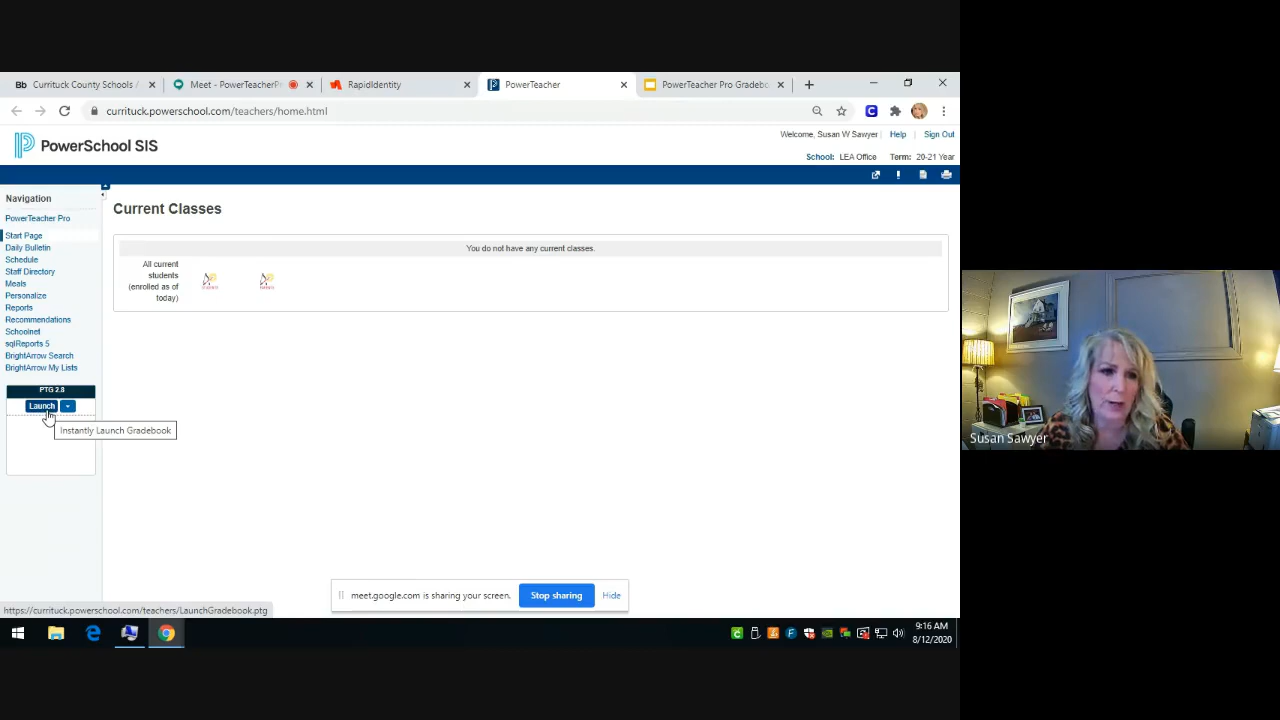 Bb Currituck County Schools /
Meet - PowerTeacherPr
RapidIdentity
PowerTeacher
PowerTeacher Pro Gradebo
currituck.powerschool.com/teachers/home.html
PowerSchool SIS
Welcome, Susan W Sawyer | Help | Sign Out
School: LEA Office Term: 20-21 Year
Navigation
PowerTeacher Pro
Start Page
Daily Bulletin
Schedule
Staff Directory
Meals
Personalize
Reports
Recommendations
Schoolnet
sqlReports 5
BrightArrow Search
BrightArrow My Lists
PTG 2.8
Launch
Instantly Launch Gradebook
Current Classes
You do not have any current classes.
All current
students
(enrolled as of
today)
meet.google.com is sharing your screen.
Stop sharing
Hide
https://currituck.powerschool.com/teachers/LaunchGradebook.ptg
9:16 AM
8/12/2020
Susan Sawyer